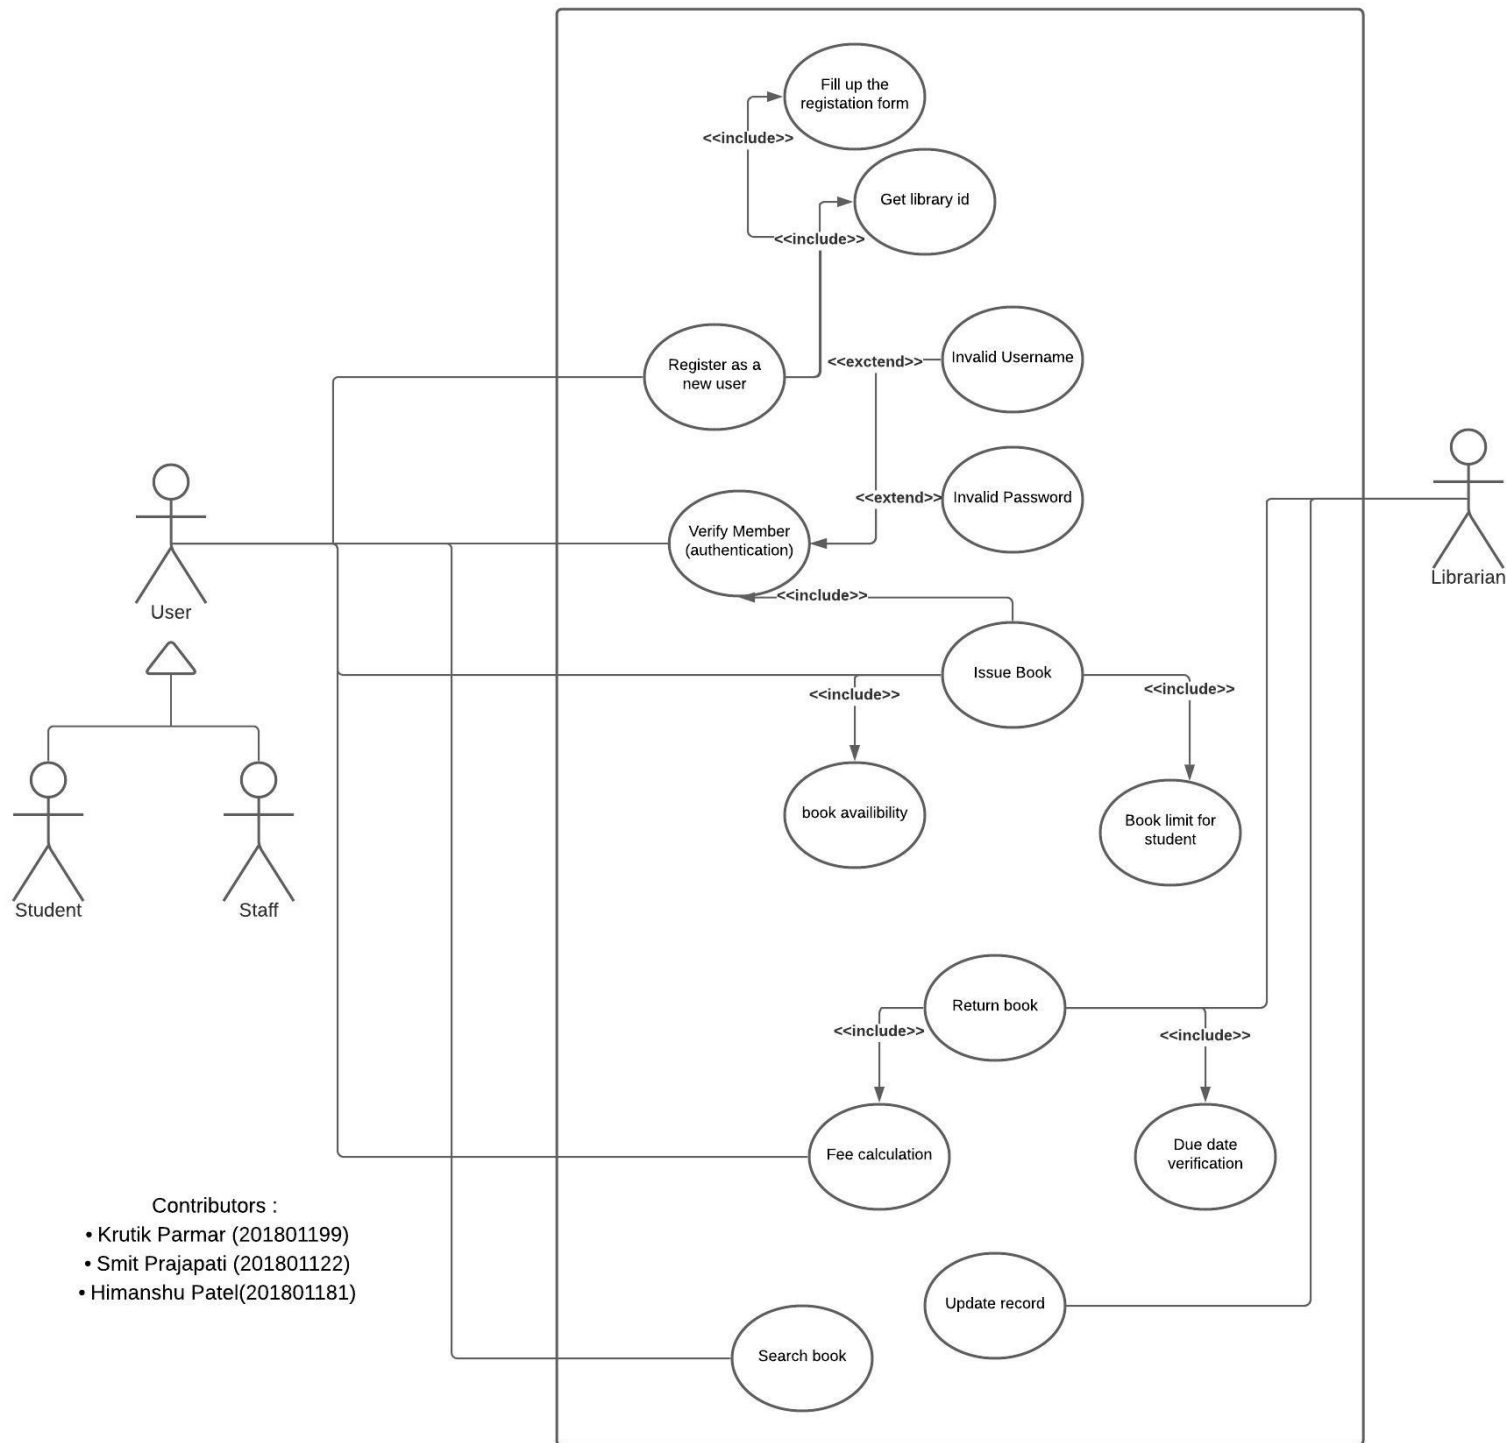 Fill up the
registation form
<<include>>
Get library id
<<include>>
Register as a
new user
<<exctend>>
Invalid Username
<<extend>>
Invalid Password
Verify Member
(authentication)
<<include>>
User
Librarian
Issue Book
<<include>>
<<include>>
book availibility
Book limit for
student
Student
Staff
Return book
<<include>>
<<include>>
Fee calculation
Due date
verification
Contributors :
• Krutik Parmar (201801199)
• Smit Prajapati (201801122)
• Himanshu Patel(201801181)
Update record
Search book